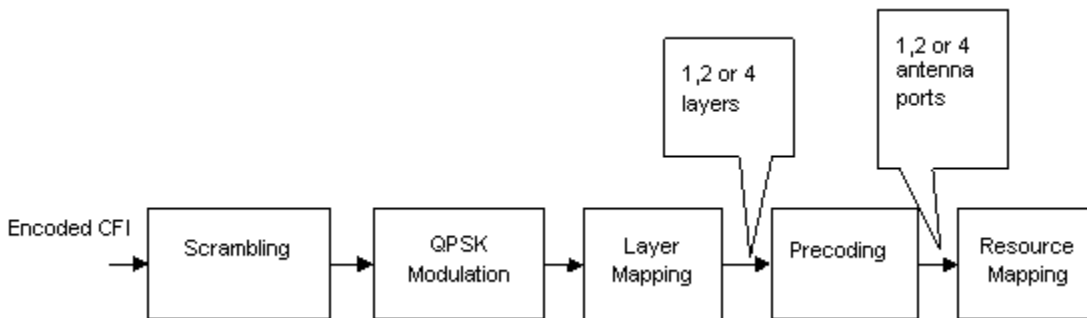 1,2 or 4
layers
1,2 or 4
antenna
ports
Encoded CFI
Scrambling
QPSK
Modulation
Layer
Mapping
Precoding
Resource
Mapping